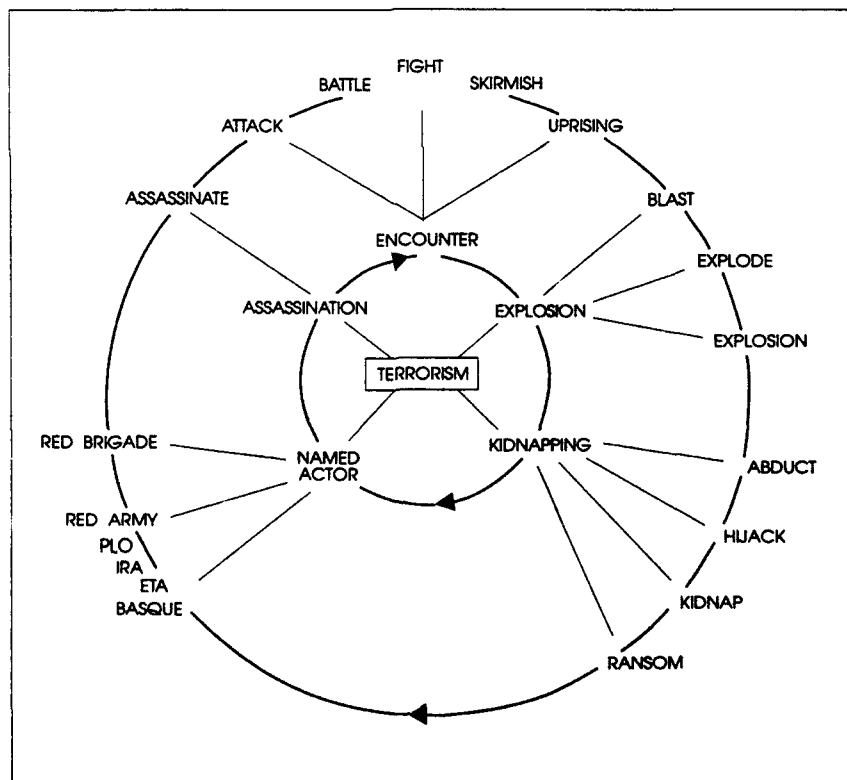 FIGHT
BATTLE
SKIRMISH
ATTACK
UPRISING
ASSASSINATE
BLAST
ENCOUNTER
EXPLODE
ASSASSINATION
EXPLOSION
EXPLOSION
TERRORISM
RED BRIGADE
NAMED
ACTOR
KIDNAPPING
ABDUCT
RED ARMY
HIJACK
PLO
IRA
ETA
BASQUE
KIDNAP
RANSOM